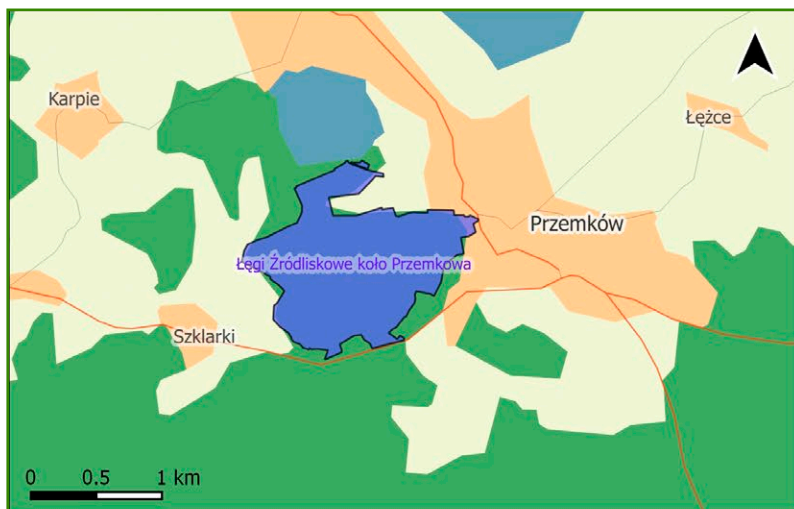 Karpie
Łężce
Przemków
Łęgi Źródliskowe koło Przemkowa
Szklarki
0 0.5 1 km